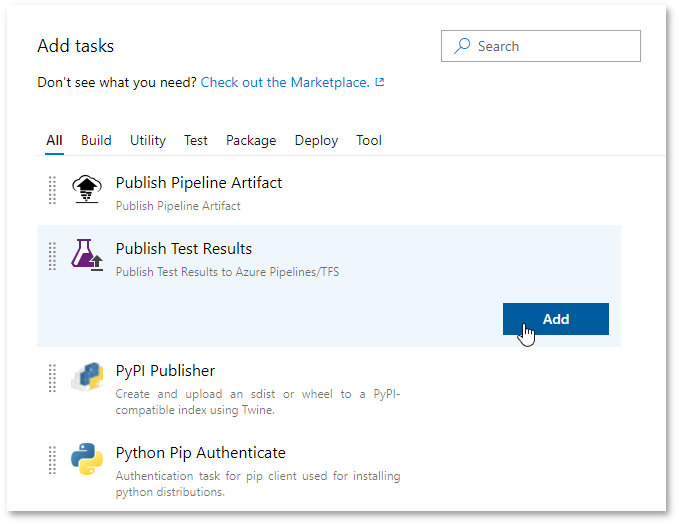 Add tasks
Search
Don't see what you need? Check out the Marketplace.
All Build Utility Test Package Deploy Tool
Publish Pipeline Artifact
Publish Pipeline Artifact
Publish Test Results
Publish Test Results to Azure Pipelines/TFS
Add
PyPI Publisher
Create and upload an sdist or wheel to a PyPI-
compatible index using Twine.
Python Pip Authenticate
Authentication task for pip client used for installing
python distributions.